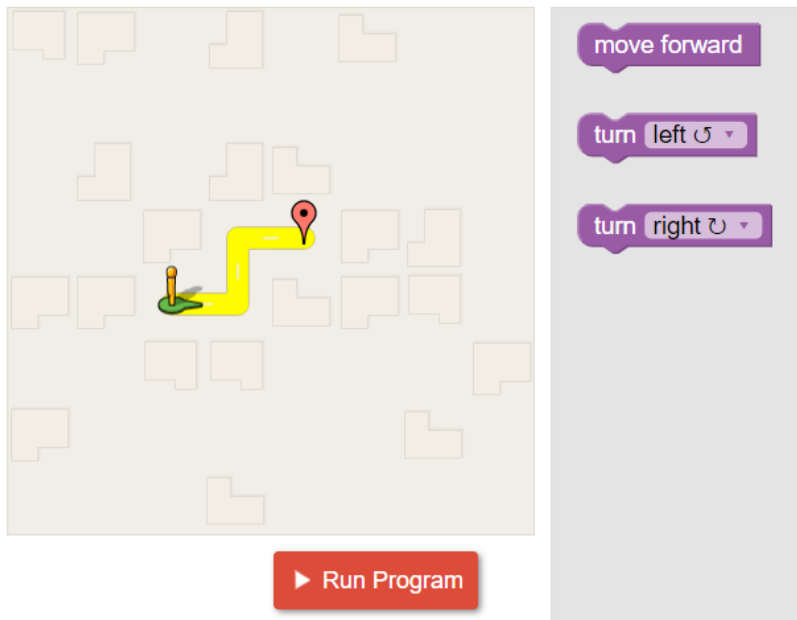 move forward
turn left ↺ ▼
turn right ↻ ▼
Run Program